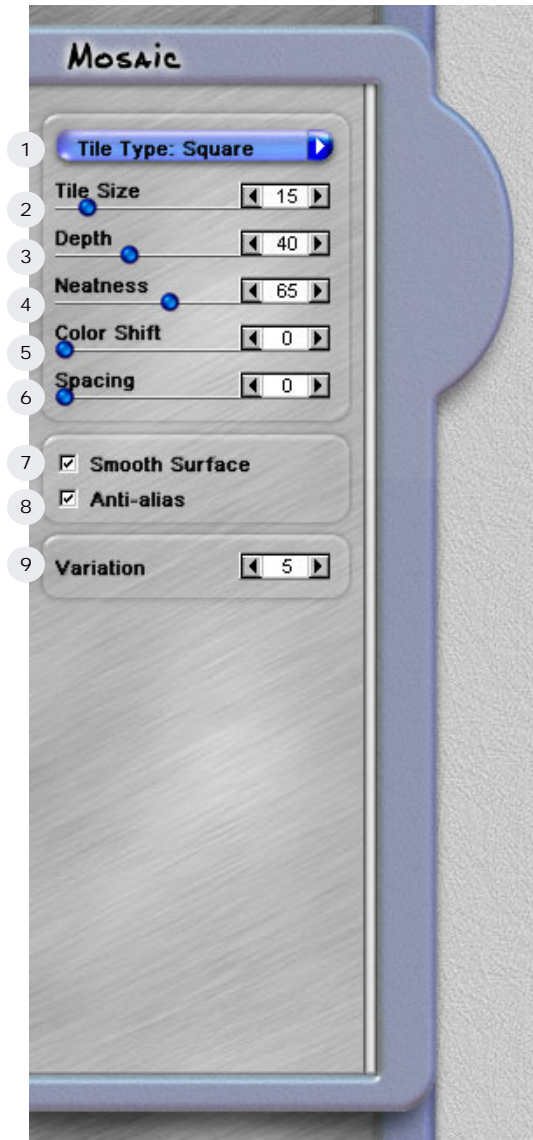 Mosaic
1 Tile Type: Square
2 Tile Size 15
3 Depth 40
4 Neatness 65
5 Color Shift 0
6 Spacing 0
7 Smooth Surface
8 Anti-alias
9 Variation 5